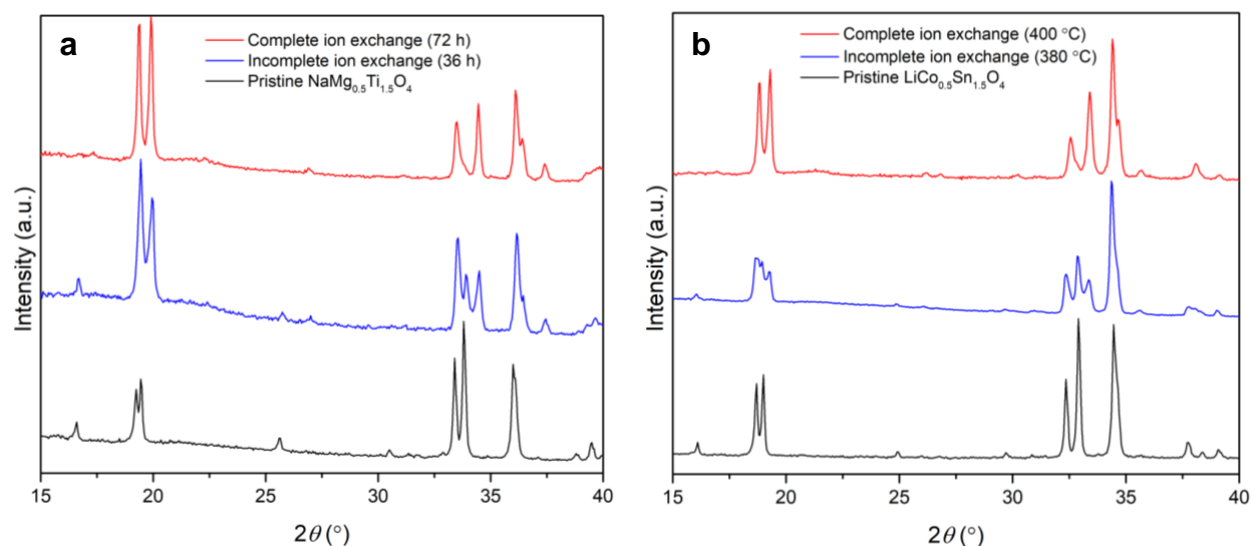 a
Complete ion exchange (72 h)
Incomplete ion exchange (36 h)
Pristine NaMg₀.₅Ti₁.₅O₄
Intensity (a.u.)
15 20 25 30 35 40
2θ (°)
b
Complete ion exchange (400 °C)
Incomplete ion exchange (380 °C)
Pristine LiCo₀.₅Sn₁.₅O₄
Intensity (a.u.)
15 20 25 30 35 40
2θ (°)